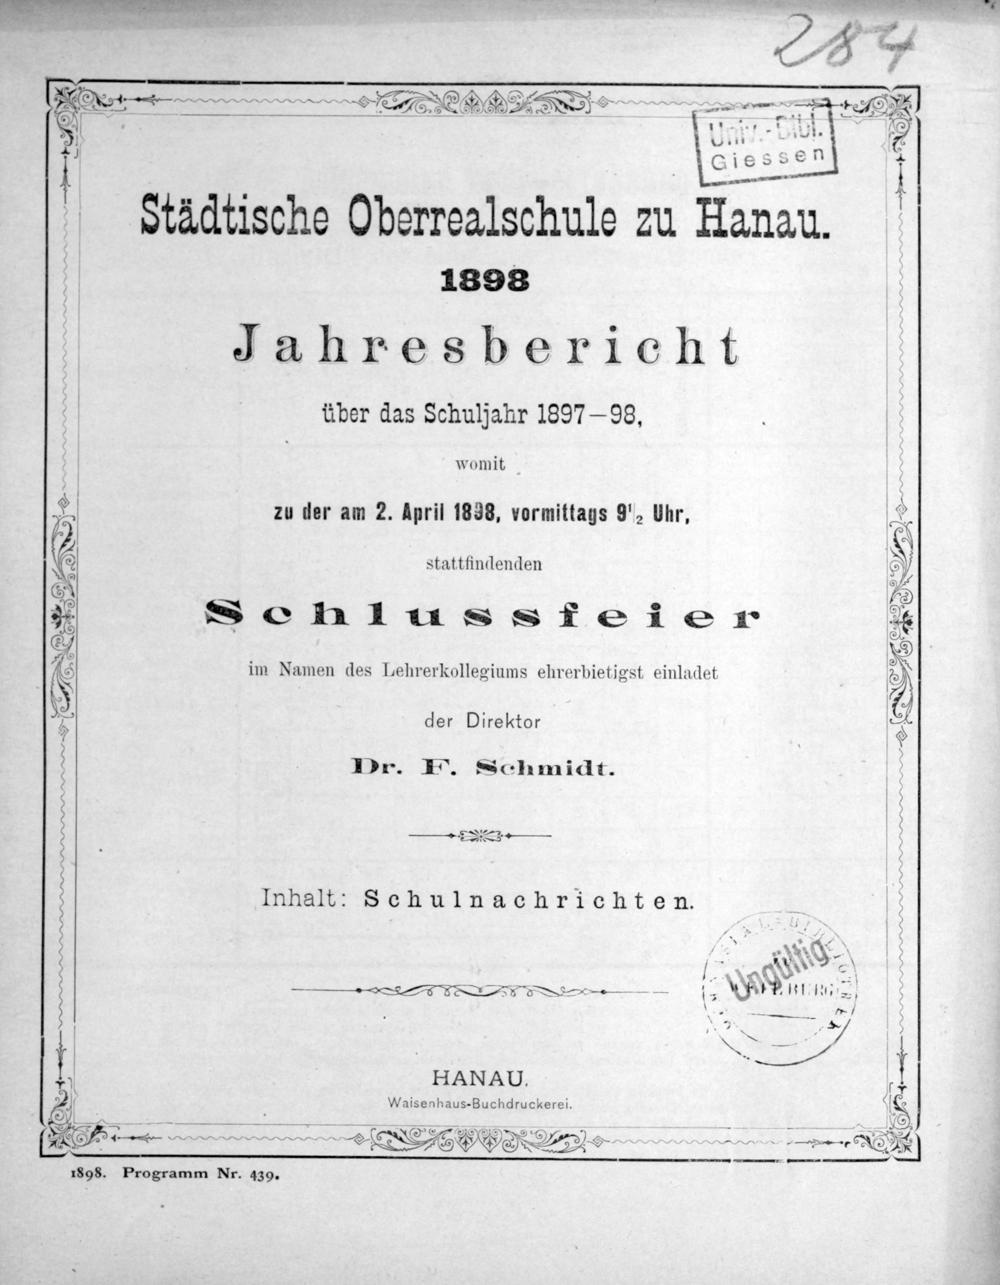 284
Univ.-Bibl.
Giessen
Städtische Oberrealschule zu Hanau.
1898
Jahresbericht
über das Schuljahr 1897—98,
womit
zu der am 2. April 1898, vormittags 9 1/2 Uhr,
stattfindenden
Schlussfeier
im Namen des Lehrerkollegiums ehrerbietigst einladet
der Direktor
Dr. F. Schmidt.
Inhalt: Schulnachrichten.
Ungültig
HANAU.
Waisenhaus-Buchdruckerei.
1898. Programm Nr. 439.